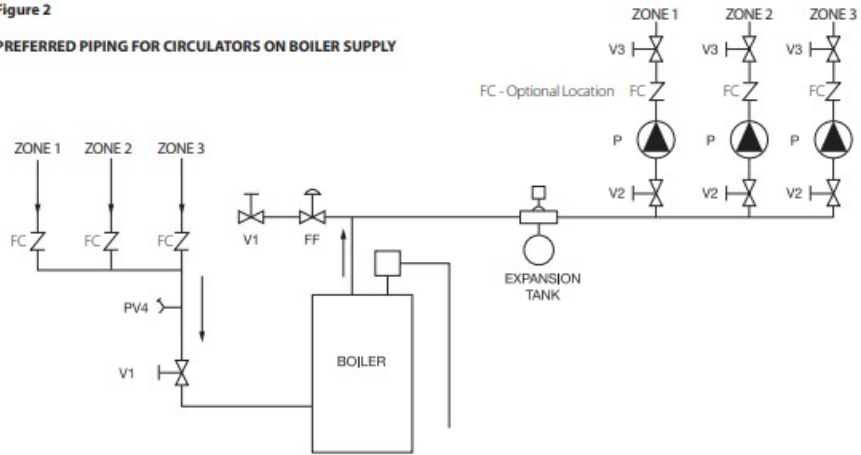 Figure 2
PREFERRED PIPING FOR CIRCULATORS ON BOILER SUPPLY
ZONE 1 ZONE 2 ZONE 3
V3 V3 V3
FC - Optional Location FC FC FC
P P P
ZONE 1 ZONE 2 ZONE 3
V2 V2 V2
FC FC FC
V1 FF
EXPANSION
TANK
PV4
BOILER
V1